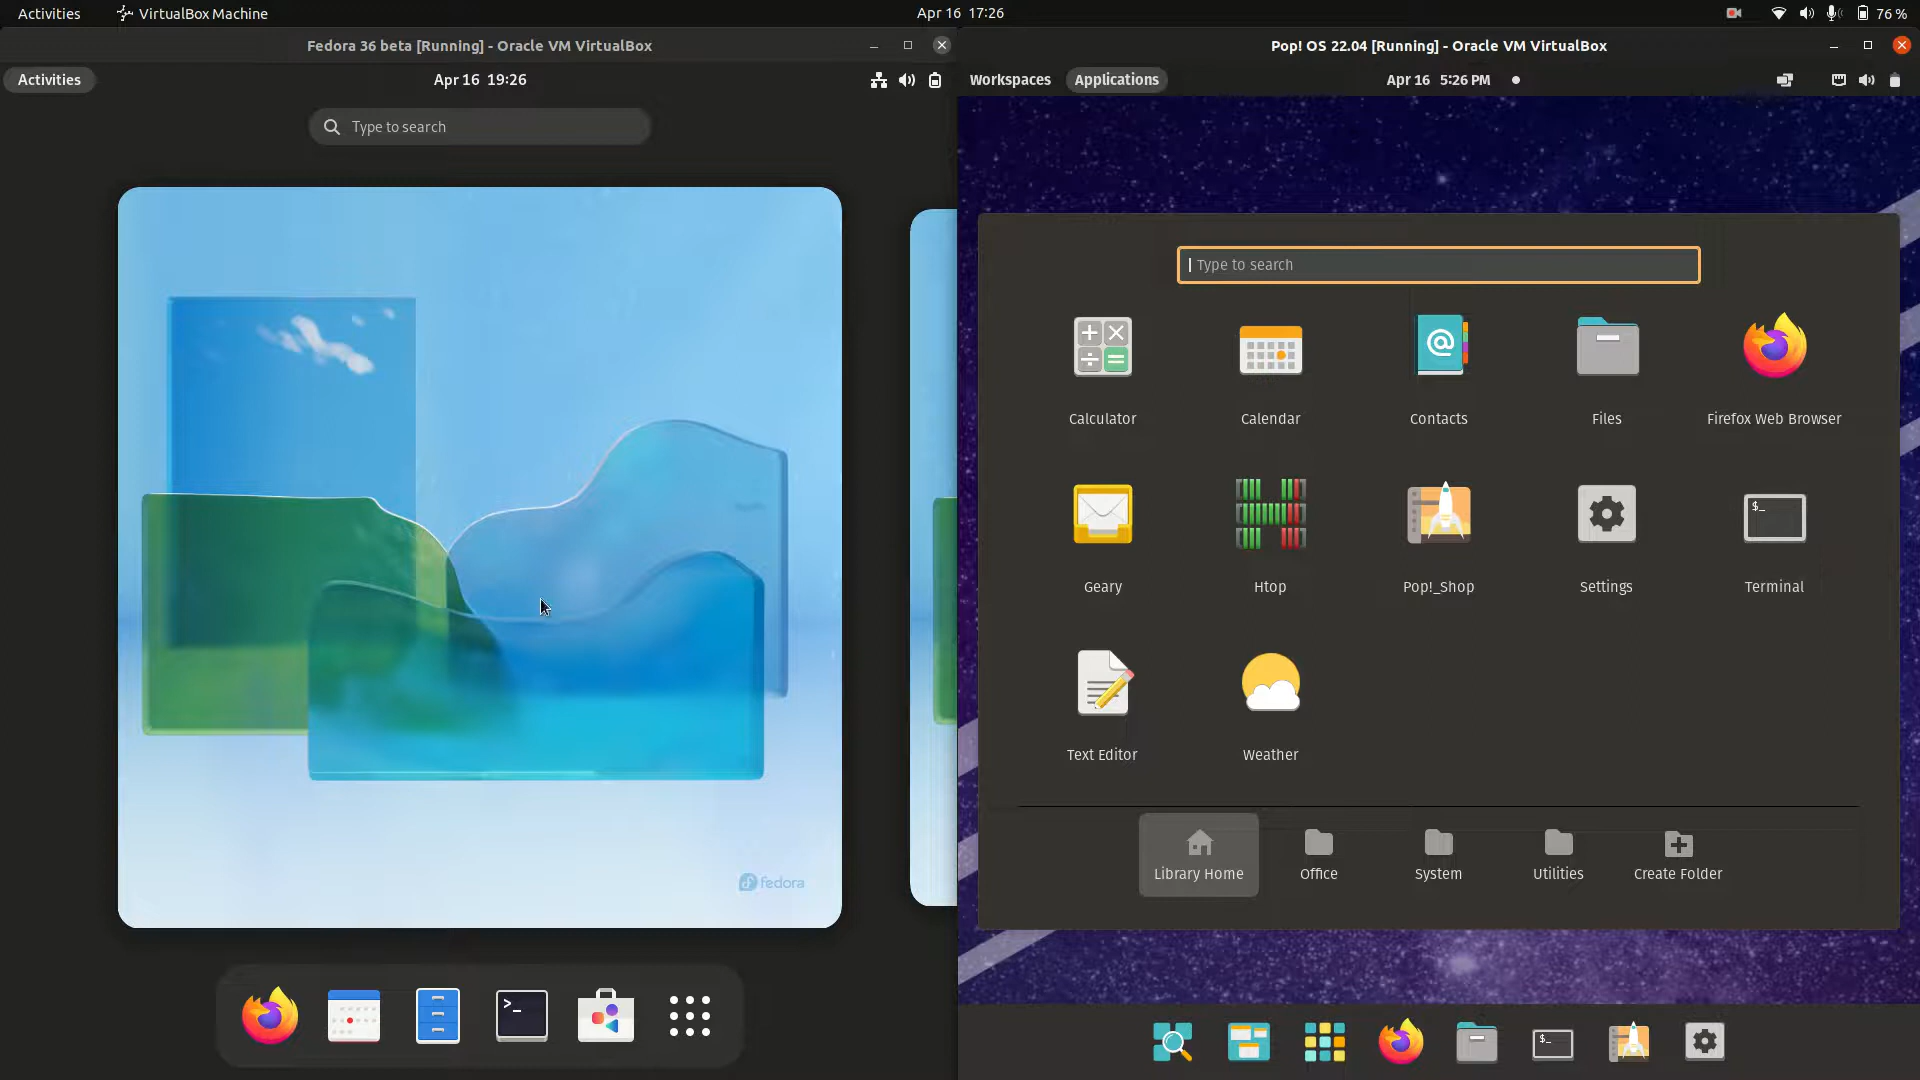 Activities VirtualBox Machine Apr 16 17:26 76 %
Fedora 36 beta [Running] - Oracle VM VirtualBox
Activities Apr 16 19:26
Type to search
fedora
Pop! OS 22.04 [Running] - Oracle VM VirtualBox
Workspaces Applications Apr 16 5:26 PM
Type to search
Calculator Calendar Contacts Files Firefox Web Browser
Geary Htop Pop!_Shop Settings Terminal
Text Editor Weather
Library Home Office System Utilities Create Folder